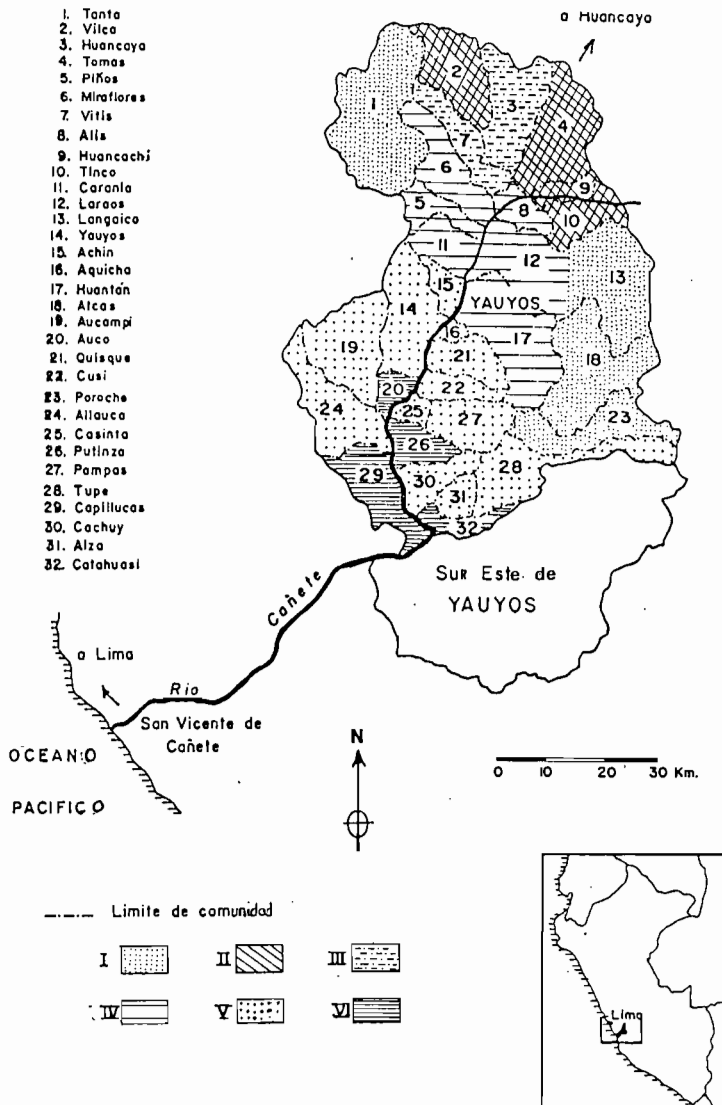 1. Tanta
2. Vilca
3. Huancaya
4. Tomas
5. Piños
6. Miraflores
7. Vitis
8. Alis
9. Huancachi
10. Tinco
11. Carania
12. Laraos
13. Langaico
14. Yauyos
15. Achin
16. Aquicha
17. Huantán
18. Atcas
19. Aucampi
20. Auco
21. Quisque
22. Cusi
23. Poroche
24. Allauca
25. Casinta
26. Putinza
27. Pampas
28. Tupe
29. Capillucas
30. Cachuy
31. Aiza
32. Catahuasi
a Huancayo
1
2
3
4
7
6
9
5
8
10
11
12
13
15
YAUYOS
14
16
17
19
21
18
20
22
24
25
27
23
26
29
30
28
31
32
SUR Este de
YAUYOS
Río Cañete
a Lima
San Vicente de
Cañete
OCEANO
PACIFICO
N
0 10 20 30 Km.
Límite de comunidad
I II III
IV V VI
Lima